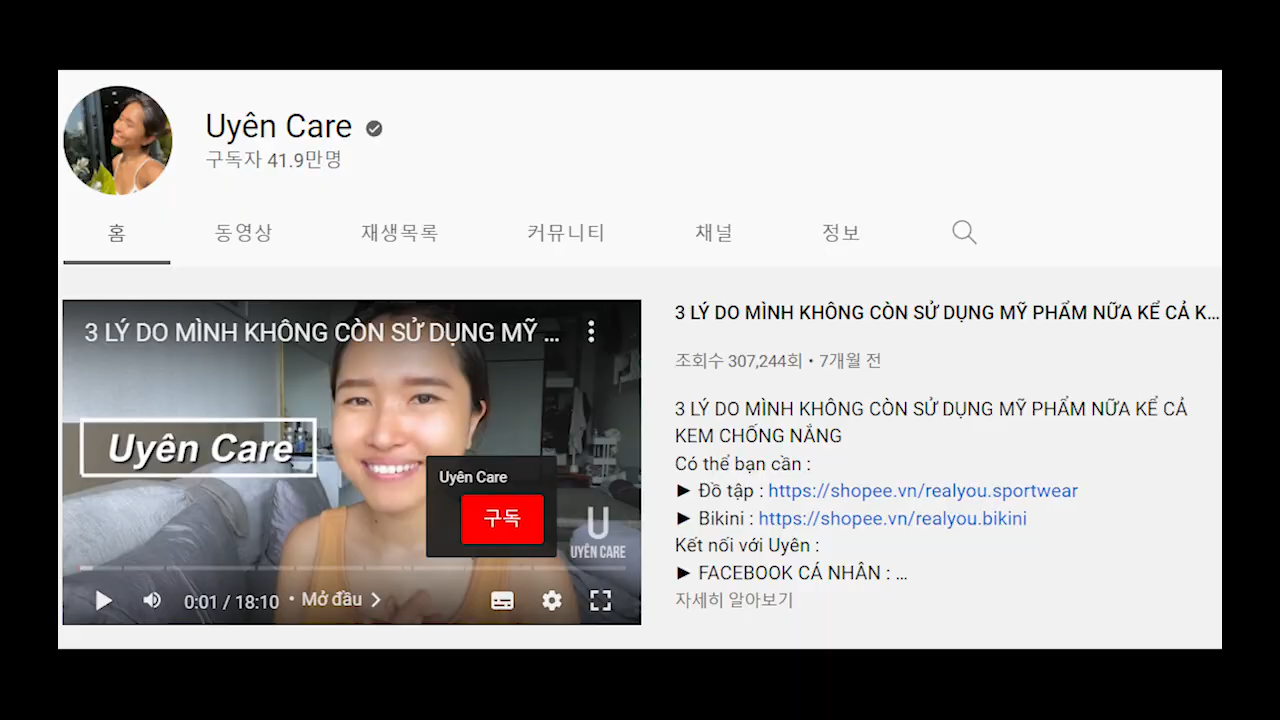 Uyên Care
구독자 41.9만명
홈 동영상 재생목록 커뮤니티 채널 정보
3 LÝ DO MÌNH KHÔNG CÒN SỬ DỤNG MỸ ...
Uyên Care
Uyên Care
구독
U
UYÊN CARE
0:01 / 18:10 • Mở đầu
3 LÝ DO MÌNH KHÔNG CÒN SỬ DỤNG MỸ PHẨM NỮA KỂ CẢ K...
조회수 307,244회 • 7개월 전
3 LÝ DO MÌNH KHÔNG CÒN SỬ DỤNG MỸ PHẨM NỮA KỂ CẢ
KEM CHỐNG NẮNG
Có thể bạn cần :
► Đồ tập : https://shopee.vn/realyou.sportwear
► Bikini : https://shopee.vn/realyou.bikini
Kết nối với Uyên :
► FACEBOOK CÁ NHÂN : ...
자세히 알아보기